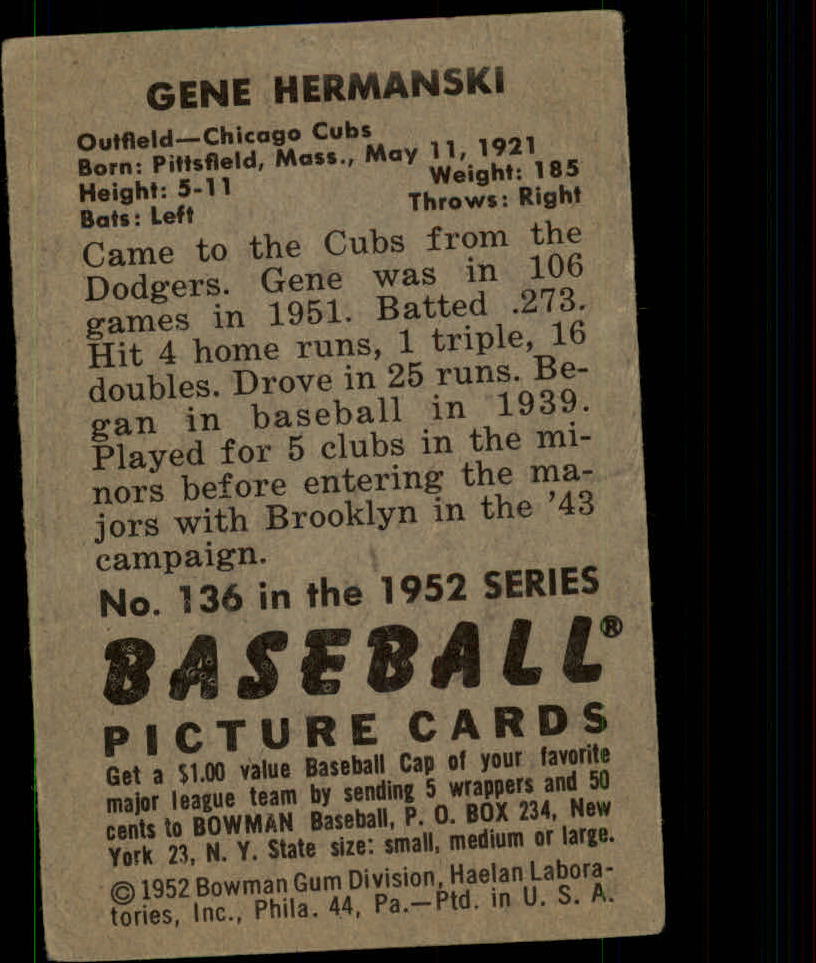 GENE HERMANSKI
Outfield—Chicago Cubs
Born: Pittsfield, Mass., May 11, 1921
Height: 5-11 Weight: 185
Bats: Left Throws: Right
Came to the Cubs from the
Dodgers. Gene was in 106
games in 1951. Batted .273.
Hit 4 home runs, 1 triple, 16
doubles. Drove in 25 runs. Be-
gan in baseball in 1939.
Played for 5 clubs in the mi-
nors before entering the ma-
jors with Brooklyn in the '43
campaign.
No. 136 in the 1952 SERIES
BASEBALL®
PICTURE CARDS
Get a $1.00 value Baseball Cap of your favorite
major league team by sending 5 wrappers and 50
cents to BOWMAN Baseball, P. O. BOX 234, New
York 23, N. Y. State size: small, medium or large.
© 1952 Bowman Gum Division, Haelan Labora-
tories, Inc., Phila. 44, Pa.—Ptd. in U. S. A.